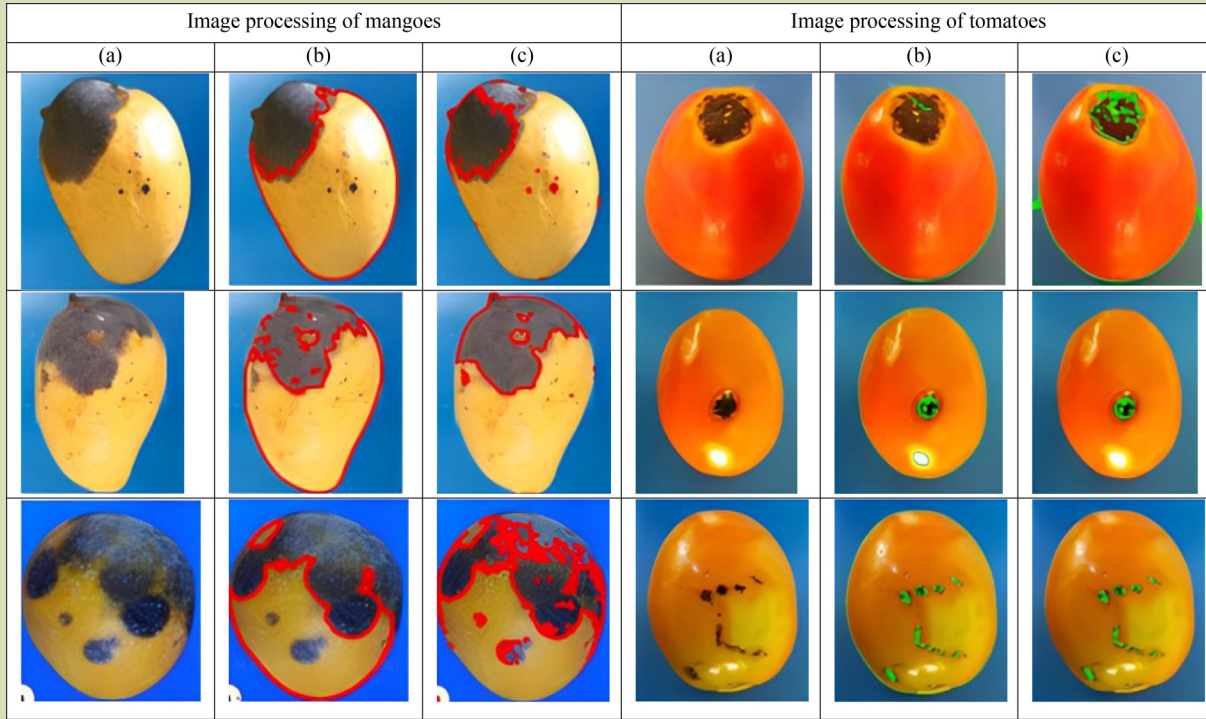 Image processing of mangoes Image processing of tomatoes
(a) (b) (c) (a) (b) (c)